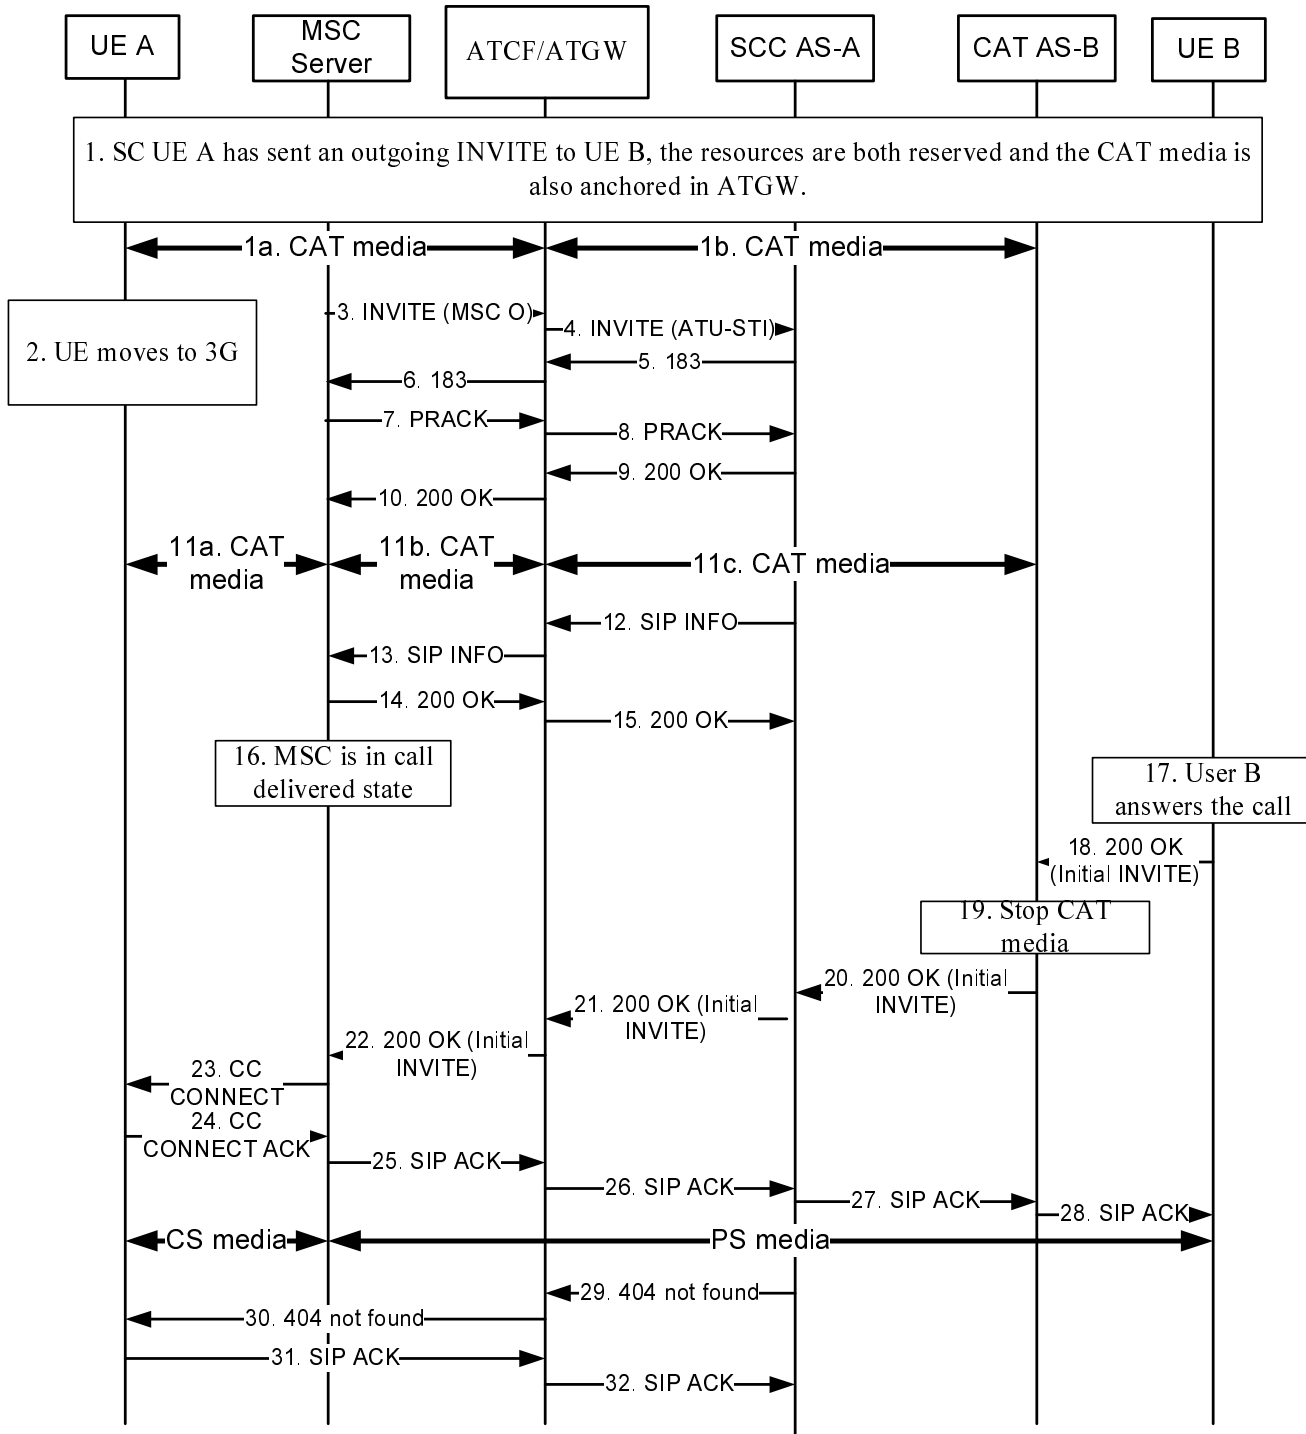 UE A
MSC
Server
ATCF/ATGW
SCC AS-A
CAT AS-B
UE B
1. SC UE A has sent an outgoing INVITE to UE B, the resources are both reserved and the CAT media is
also anchored in ATGW.
1a. CAT media
1b. CAT media
2. UE moves to 3G
3. INVITE (MSC O)
4. INVITE (ATU-STI)
5. 183
6. 183
7. PRACK
8. PRACK
9. 200 OK
10. 200 OK
11a. CAT
media
11b. CAT
media
11c. CAT media
12. SIP INFO
13. SIP INFO
14. 200 OK
15. 200 OK
16. MSC is in call
delivered state
17. User B
answers the call
18. 200 OK
(Initial INVITE)
19. Stop CAT
media
20. 200 OK (Initial
INVITE)
21. 200 OK (Initial
INVITE)
22. 200 OK (Initial
INVITE)
23. CC
CONNECT
24. CC
CONNECT ACK
25. SIP ACK
26. SIP ACK
27. SIP ACK
28. SIP ACK
CS media
PS media
29. 404 not found
30. 404 not found
31. SIP ACK
32. SIP ACK